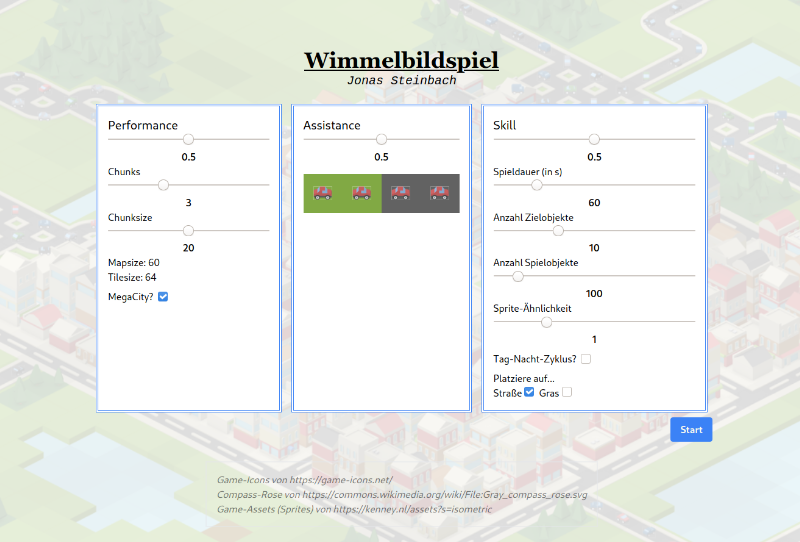 Wimmelbildspiel
Jonas Steinbach
Performance
0.5
Chunks
3
Chunksize
20
Mapsize: 60
Tilesize: 64
MegaCity?
Assistance
0.5
Skill
0.5
Spieldauer (in s)
60
Anzahl Zielobjekte
10
Anzahl Spielobjekte
100
Sprite-Ähnlichkeit
1
Tag-Nacht-Zyklus?
Platziere auf...
Straße Gras
Start
Game-Icons von https://game-icons.net/
Compass-Rose von https://commons.wikimedia.org/wiki/File:Gray_compass_rose.svg
Game-Assets (Sprites) von https://kenney.nl/assets?s=isometric